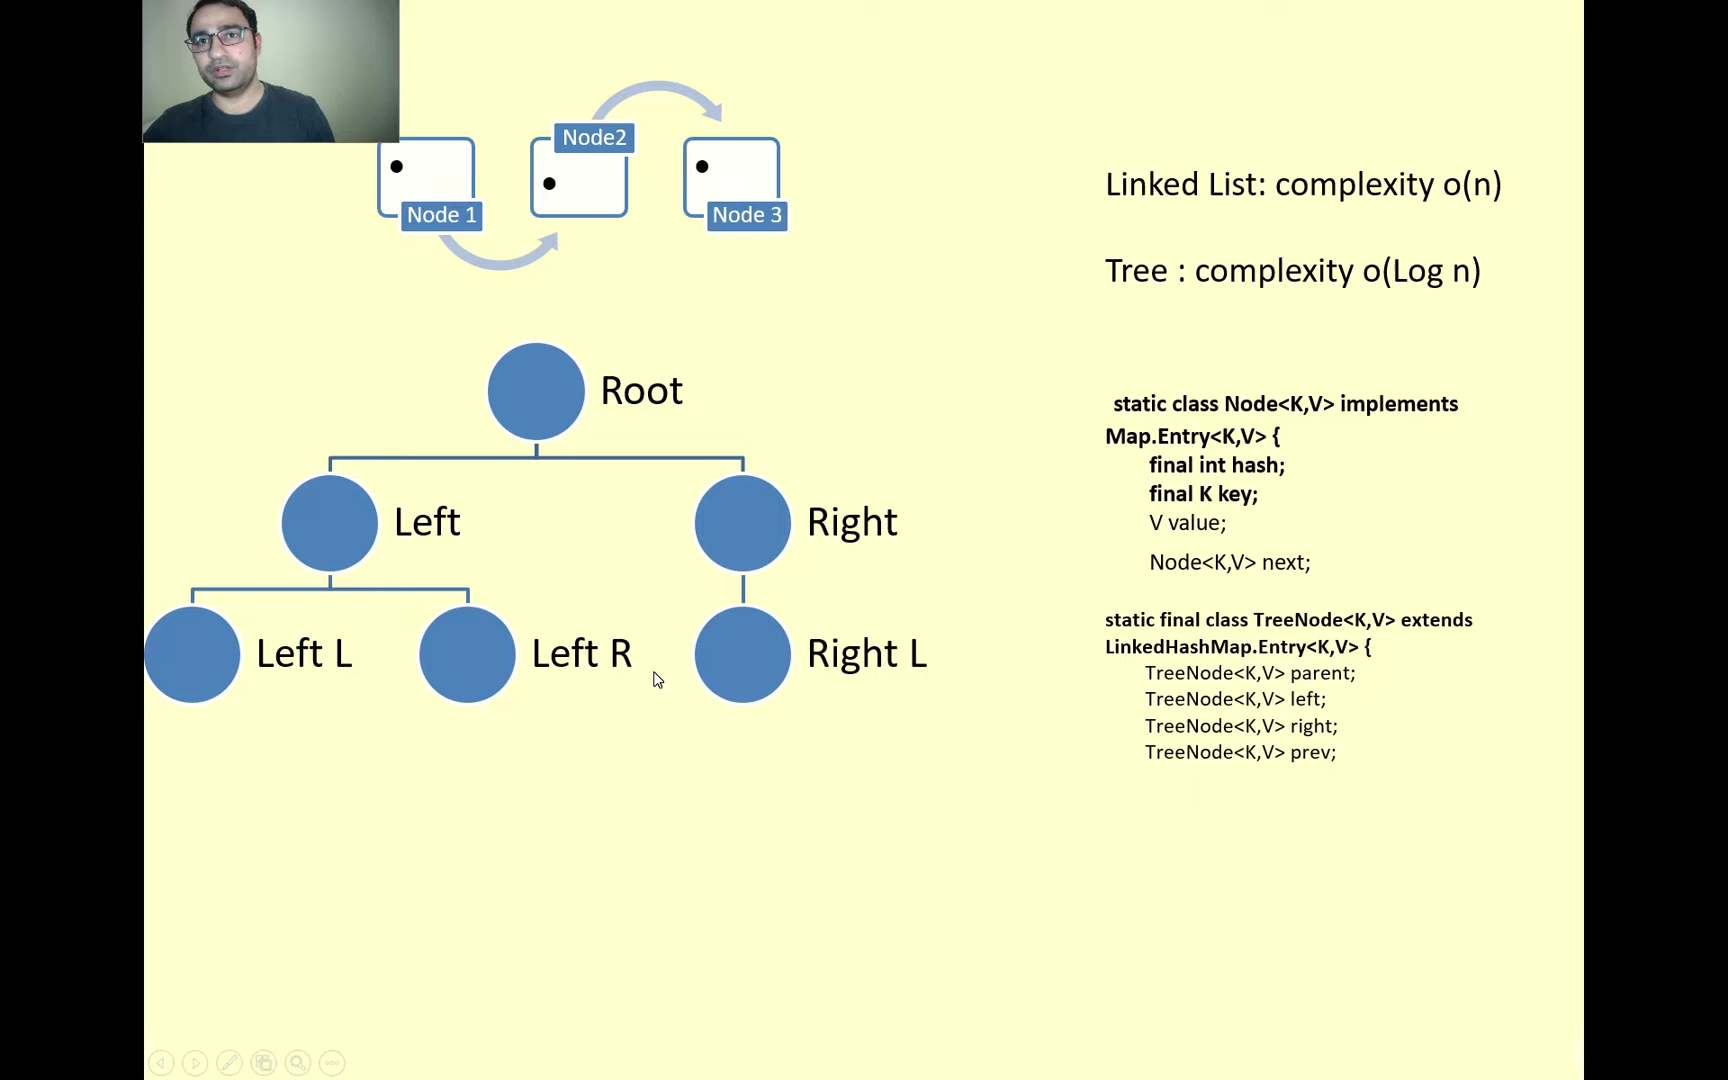 Node2
Node 1
Node 3
Linked List: complexity o(n)
Tree : complexity o(Log n)
Root
Left
Right
Left L
Left R
Right L
static class Node<K,V> implements
Map.Entry<K,V> {
final int hash;
final K key;
V value;
Node<K,V> next;
static final class TreeNode<K,V> extends
LinkedHashMap.Entry<K,V> {
TreeNode<K,V> parent;
TreeNode<K,V> left;
TreeNode<K,V> right;
TreeNode<K,V> prev;